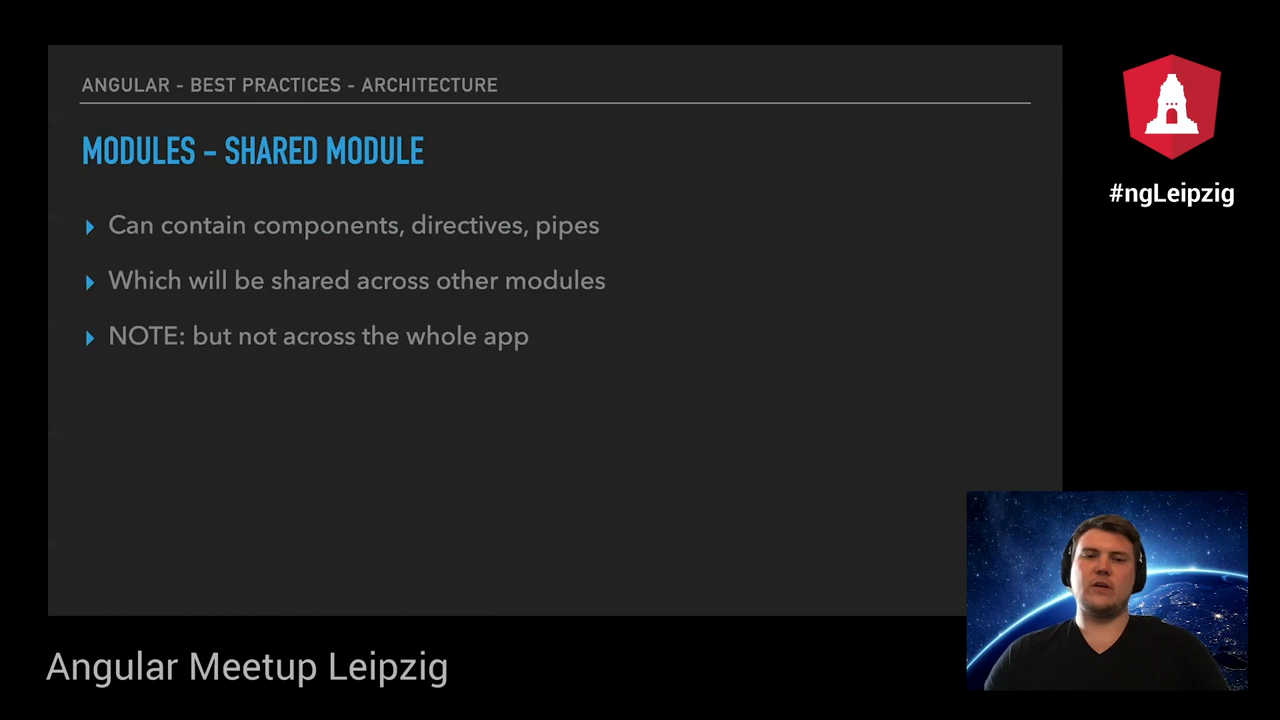 ANGULAR - BEST PRACTICES - ARCHITECTURE
MODULES - SHARED MODULE
Can contain components, directives, pipes
Which will be shared across other modules
NOTE: but not across the whole app
#ngLeipzig
Angular Meetup Leipzig